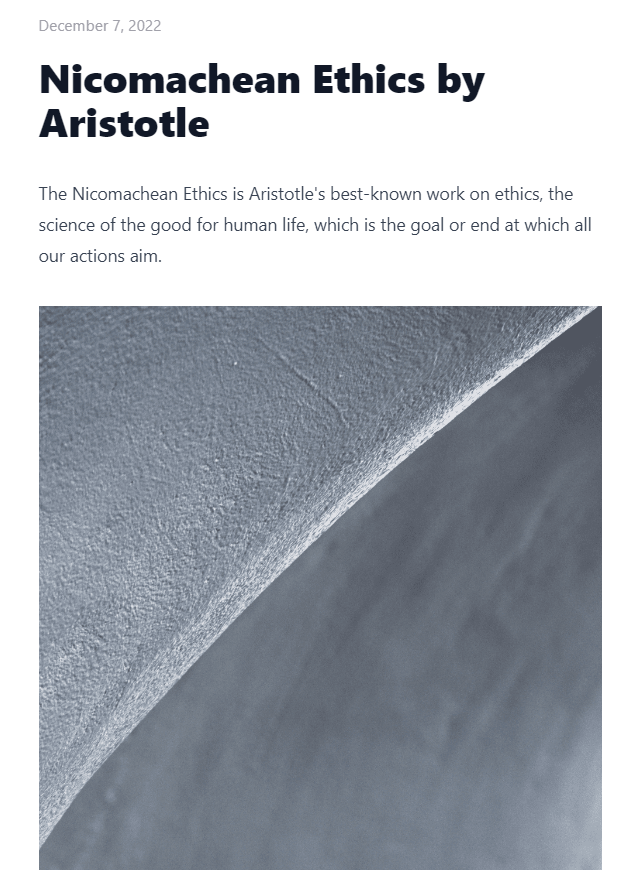 December 7, 2022
Nicomachean Ethics by
Aristotle
The Nicomachean Ethics is Aristotle's best-known work on ethics, the
science of the good for human life, which is the goal or end at which all
our actions aim.